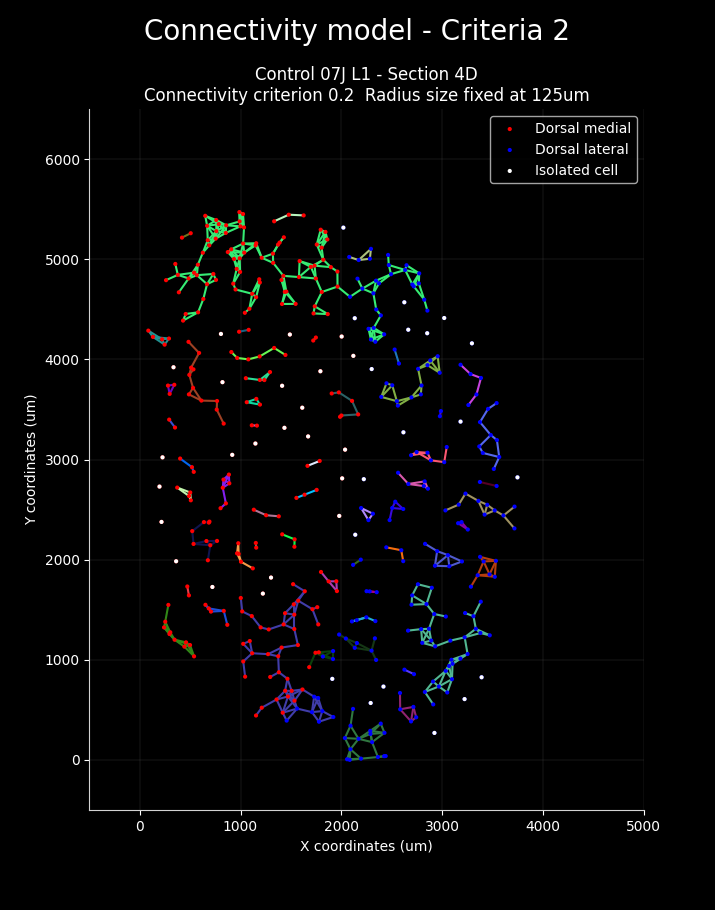 Connectivity model - Criteria 2
Control 07J L1 - Section 4D
Connectivity criterion 0.2  Radius size fixed at 125um
Dorsal medial
Dorsal lateral
Isolated cell
6000
5000
4000
3000
2000
1000
0
Y coordinates (um)
0 1000 2000 3000 4000 5000
X coordinates (um)